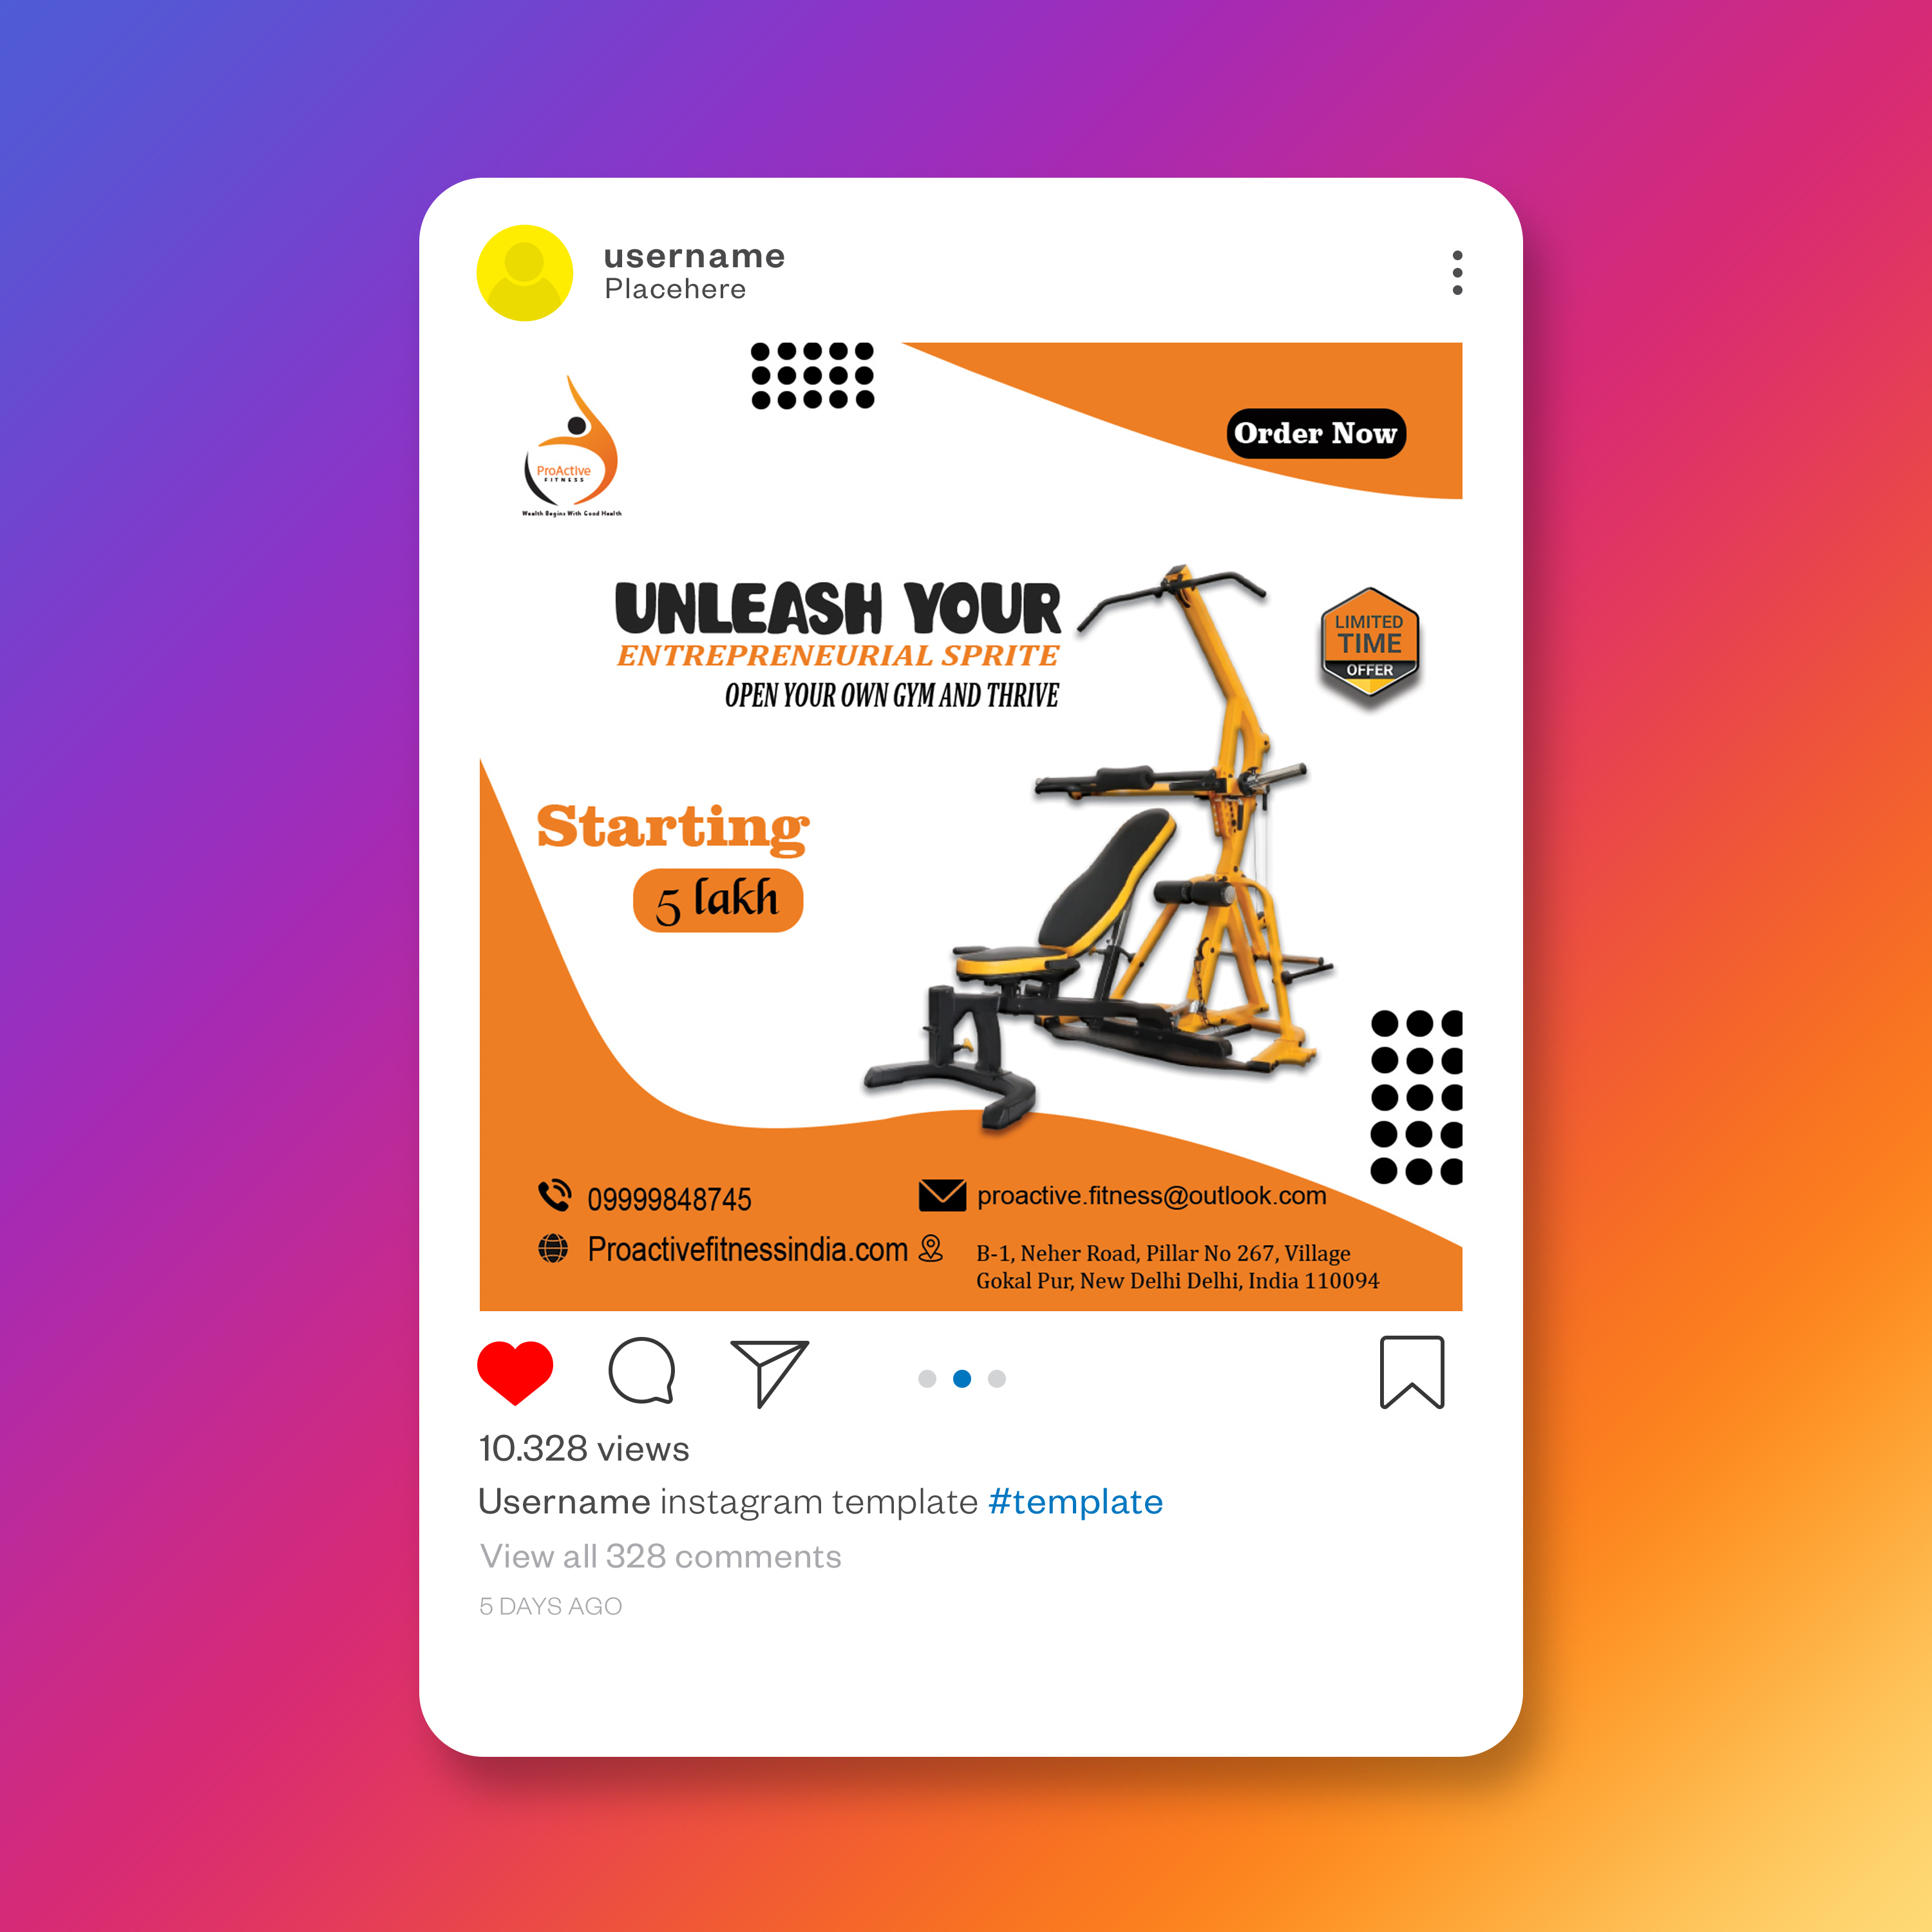 username
Placehere
Order Now
ProActive
FITNESS
Wealth Begins With Good Health
UNLEASH YOUR
ENTREPRENEURIAL SPRITE
OPEN YOUR OWN GYM AND THRIVE
LIMITED
TIME
OFFER
Starting
5 lakh
09999848745
proactive.fitness@outlook.com
Proactivefitnessindia.com
B-1, Neher Road, Pillar No 267, Village
Gokal Pur, New Delhi Delhi, India 110094
10.328 views
Username instagram template #template
View all 328 comments
5 DAYS AGO